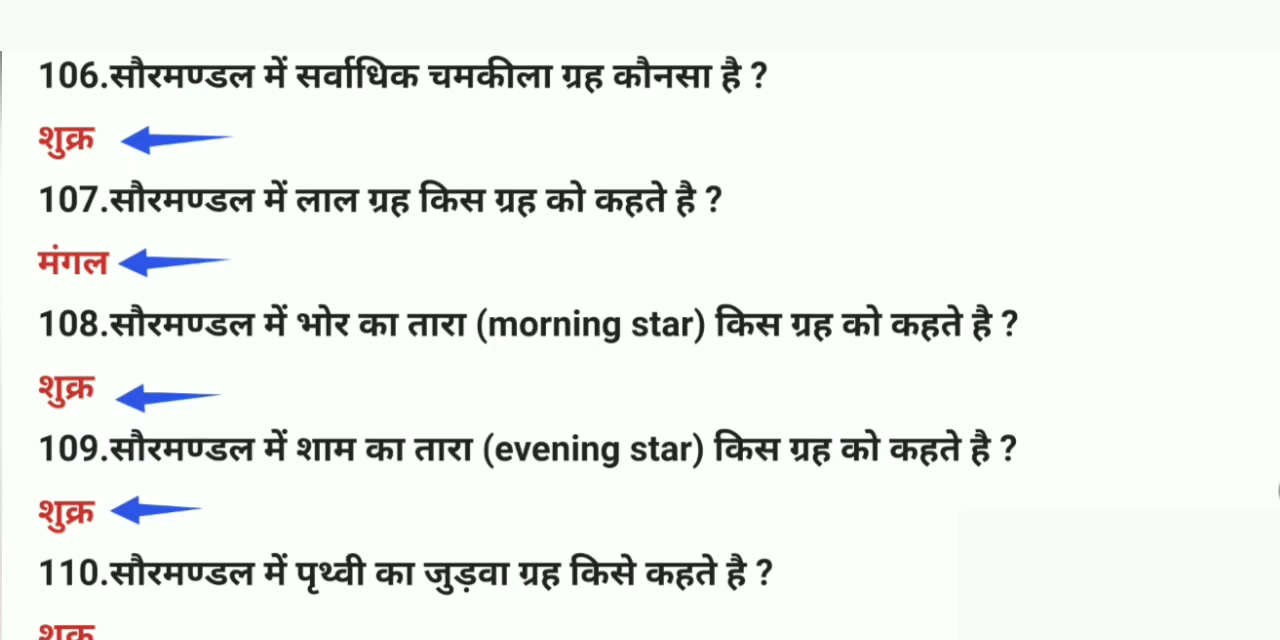 106.सौरमण्डल में सर्वाधिक चमकीला ग्रह कौनसा है ?
शुक्र
107.सौरमण्डल में लाल ग्रह किस ग्रह को कहते है ?
मंगल
108.सौरमण्डल में भोर का तारा (morning star) किस ग्रह को कहते है ?
शुक्र
109.सौरमण्डल में शाम का तारा (evening star) किस ग्रह को कहते है ?
शुक्र
110.सौरमण्डल में पृथ्वी का जुड़वा ग्रह किसे कहते है ?